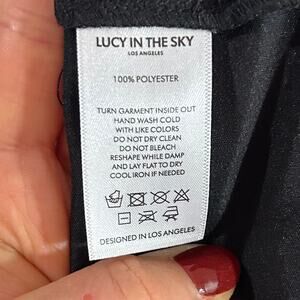 LUCY IN THE SKY
LOS ANGELES
100% POLYESTER
TURN GARMENT INSIDE OUT
HAND WASH COLD
WITH LIKE COLORS
DO NOT DRY CLEAN
DO NOT BLEACH
RESHAPE WHILE DAMP
AND LAY FLAT TO DRY
COOL IRON IF NEEDED
DESIGNED IN LOS ANGELES